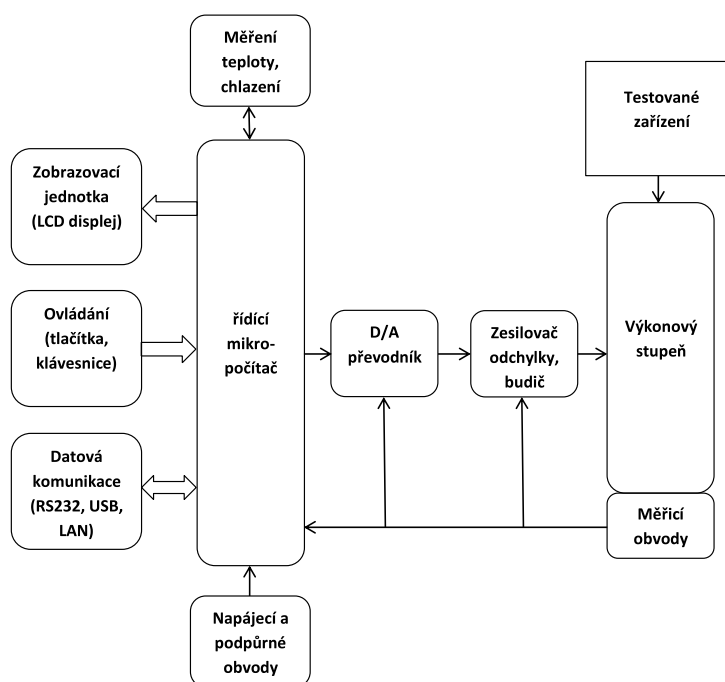 Měření
teploty,
chlazení
Testované
zařízení
Zobrazovací
jednotka
(LCD displej)
Ovládání
(tlačítka,
klávesnice)
řídící
mikro-
počítač
D/A
převodník
Zesilovač
odchylky,
budič
Výkonový
stupeň
Datová
komunikace
(RS232, USB,
LAN)
Měřicí
obvody
Napájecí a
podpůrné
obvody